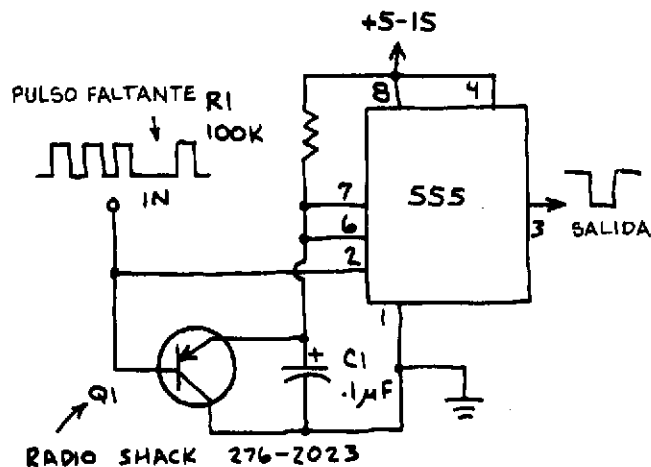 +5-15
PULSO FALTANTE
R1
100K
8
4
IN
7
555
6
2
3
SALIDA
1
+
C1
.1µF
Q1
RADIO SHACK 276-2023